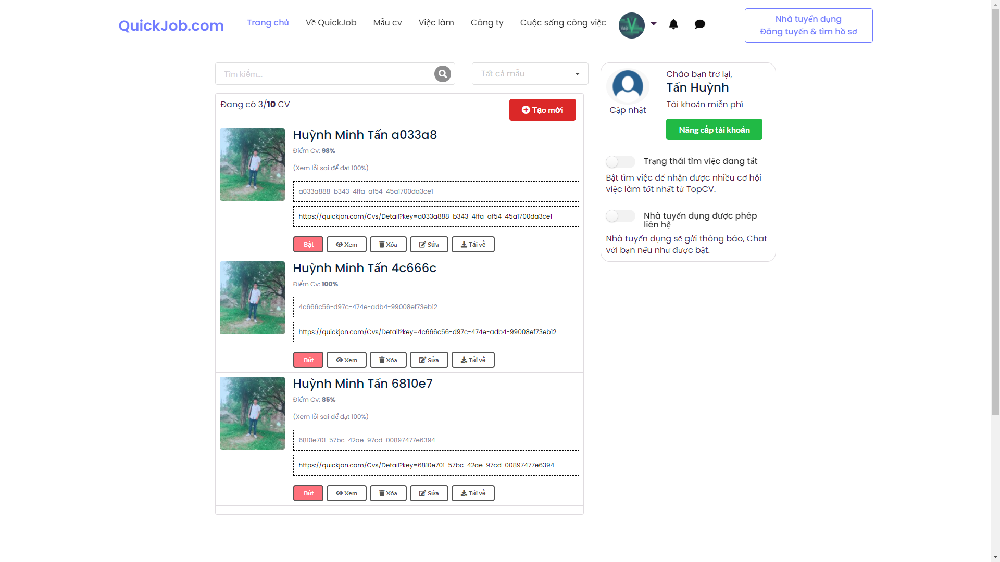 QuickJob.com
Trang chủ
Về QuickJob
Mẫu cv
Việc làm
Công ty
Cuộc sống công việc
Nhà tuyển dụng
Đăng tuyển & tìm hồ sơ
Tìm kiếm...
Tất cả mẫu
Đang có 3/10 CV
Tạo mới
Huỳnh Minh Tấn a033a8
Điểm Cv: 98%
(Xem lỗi sai để đạt 100%)
a033a888-b343-4ffa-af54-45a1700da3ce1
https://quickjon.com/Cvs/Detail?key=a033a888-b343-4ffa-af54-45a1700da3ce1
Bật
Xem
Xóa
Sửa
Tải về
Huỳnh Minh Tấn 4c666c
Điểm Cv: 100%
4c666c56-d97c-474e-adb4-99008ef73eb12
https://quickjon.com/Cvs/Detail?key=4c666c56-d97c-474e-adb4-99008ef73eb12
Bật
Xem
Xóa
Sửa
Tải về
Huỳnh Minh Tấn 6810e7
Điểm Cv: 85%
(Xem lỗi sai để đạt 100%)
6810e701-57bc-42ae-97cd-00897477e6394
https://quickjon.com/Cvs/Detail?key=6810e701-57bc-42ae-97cd-00897477e6394
Bật
Xem
Xóa
Sửa
Tải về
Chào bạn trở lại,
Tấn Huỳnh
Cập nhật
Tài khoản miễn phí
Nâng cấp tài khoản
Trạng thái tìm việc đang tắt
Bật tìm việc để nhận được nhiều cơ hội
việc làm tốt nhất từ TopCV.
Nhà tuyển dụng được phép
liên hệ
Nhà tuyển dụng sẽ gửi thông báo, Chat
với bạn nếu như được bật.